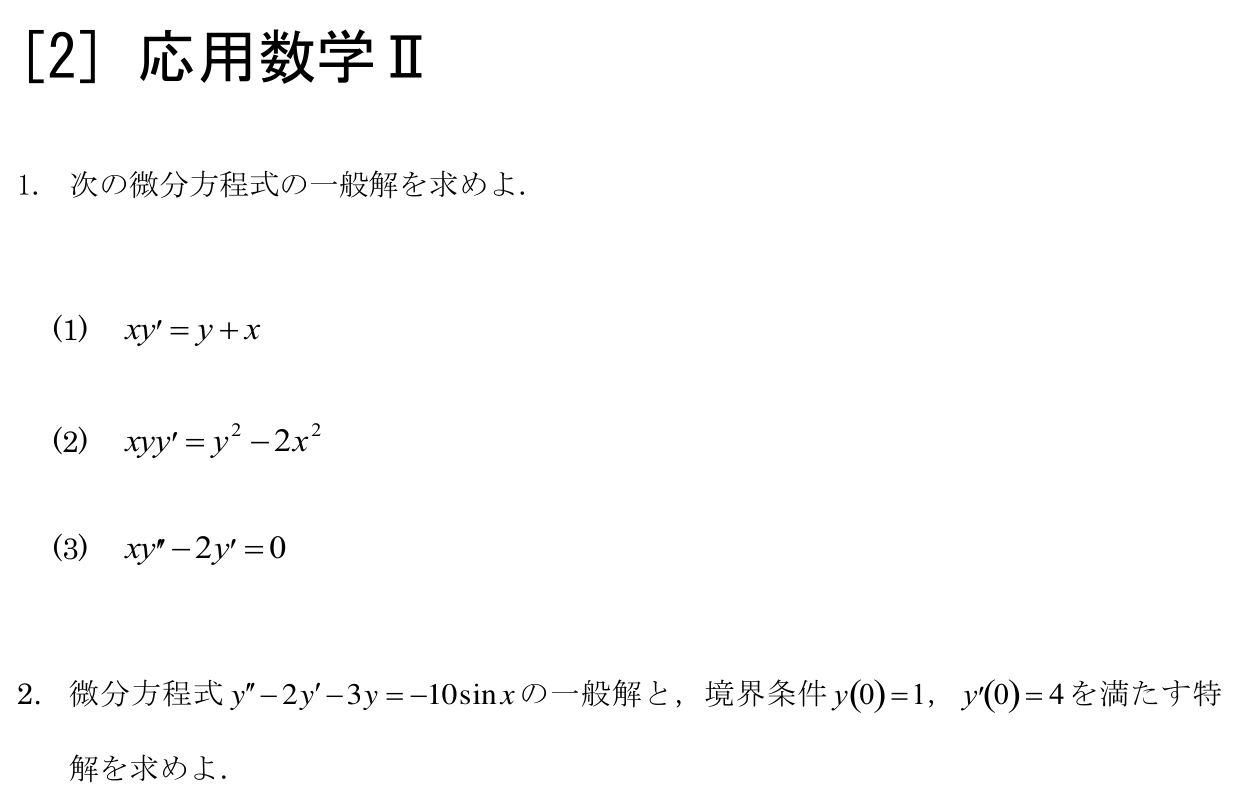 [2] 応用数学Ⅱ
1. 次の微分方程式の一般解を求めよ.
(1) xy′ = y + x
(2) xyy′ = y² − 2x²
(3) xy″ − 2y′ = 0
2. 微分方程式 y″ − 2y′ − 3y = −10sin x の一般解と，境界条件 y(0) = 1， y′(0) = 4 を満たす特
解を求めよ.